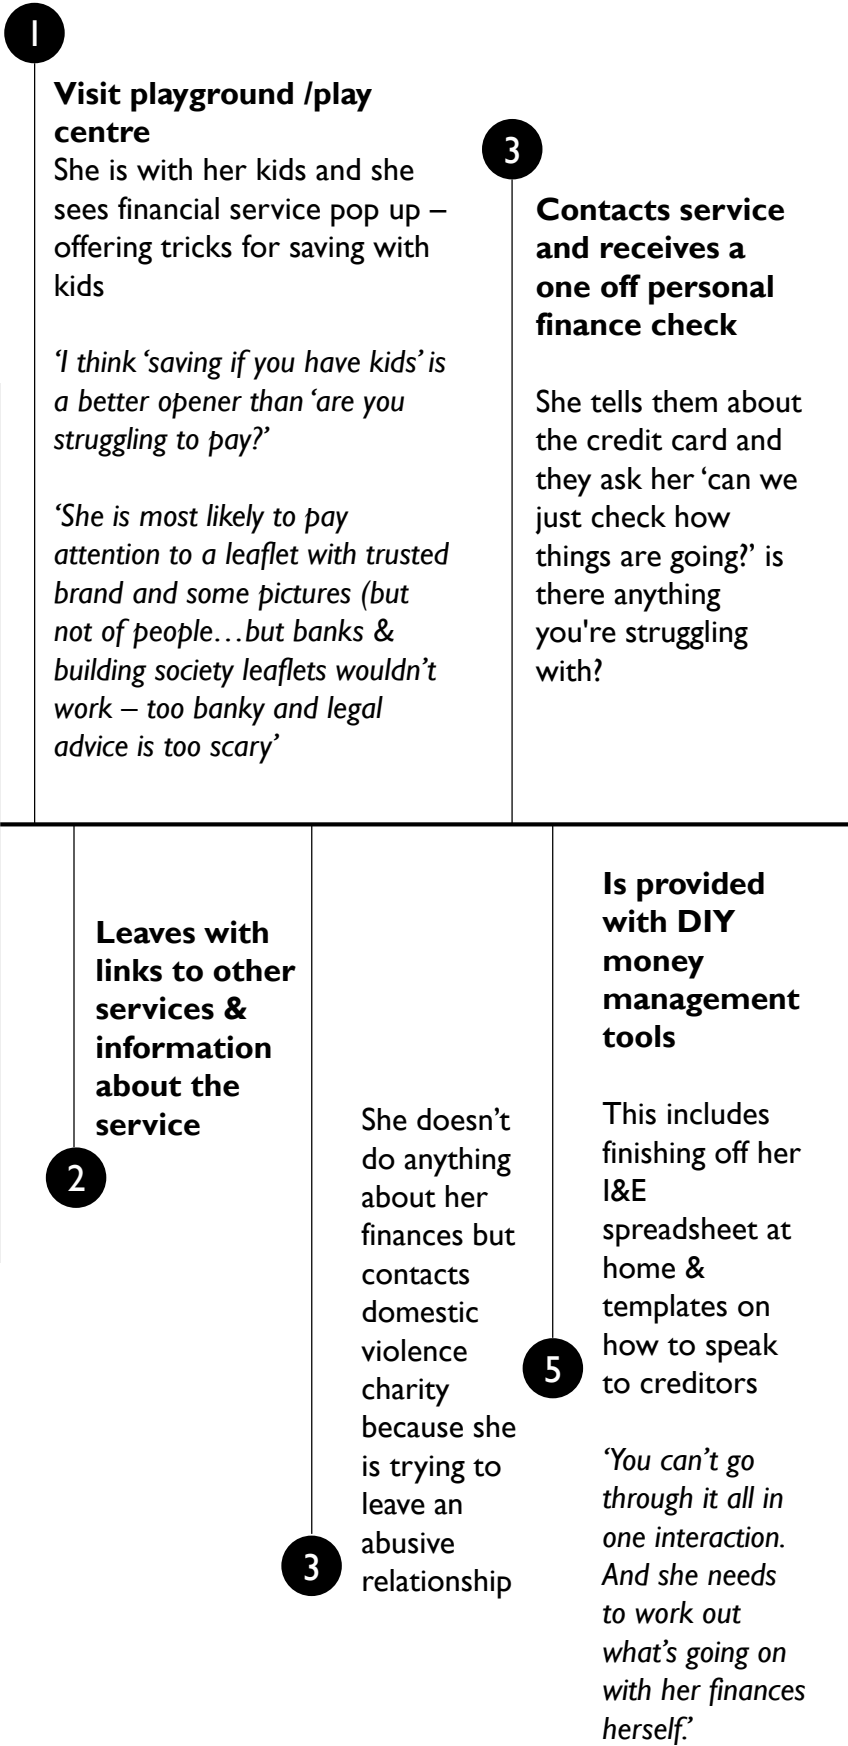 1
Visit playground /play
centre
She is with her kids and she
sees financial service pop up –
offering tricks for saving with
kids
‘I think ‘saving if you have kids’ is
a better opener than ‘are you
struggling to pay?’
‘She is most likely to pay
attention to a leaflet with trusted
brand and some pictures (but
not of people…but banks &
building society leaflets wouldn’t
work – too banky and legal
advice is too scary’
3
Contacts service
and receives a
one off personal
finance check
She tells them about
the credit card and
they ask her ‘can we
just check how
things are going?’ is
there anything
you're struggling
with?
Leaves with
links to other
services &
information
about the
service
2
She doesn’t
do anything
about her
finances but
contacts
domestic
violence
charity
because she
is trying to
leave an
abusive
relationship
3
Is provided
with DIY
money
management
tools
This includes
finishing off her
I&E
spreadsheet at
home &
templates on
how to speak
to creditors
5
‘You can’t go
through it all in
one interaction.
And she needs
to work out
what’s going on
with her finances
herself.’